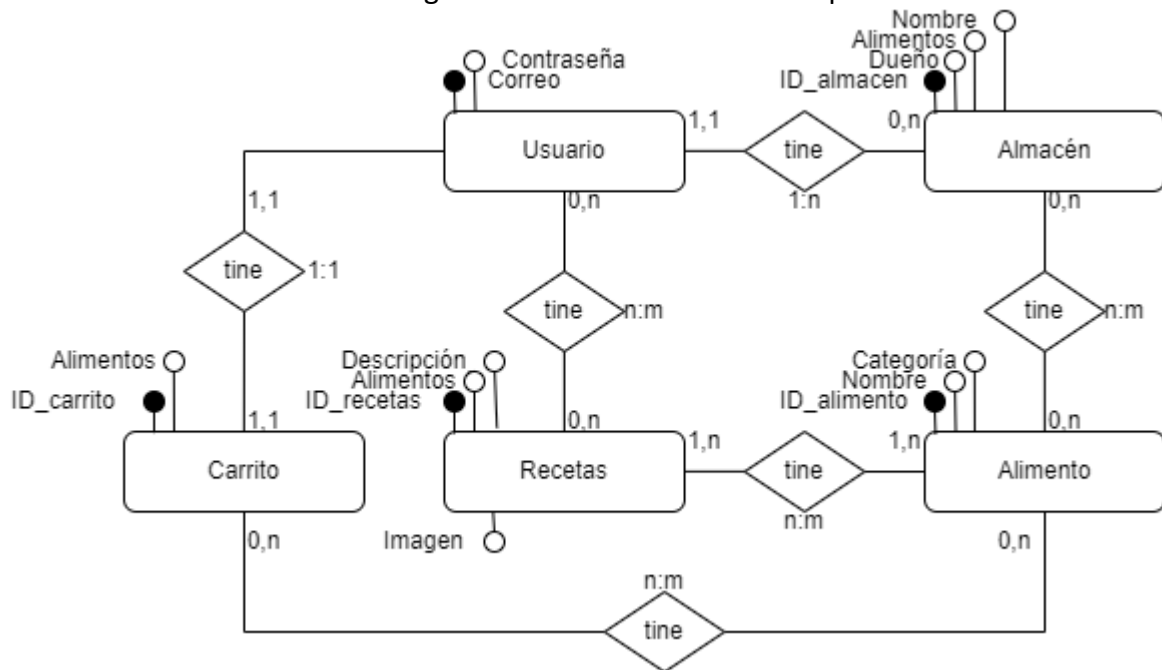 Nombre
Alimentos
Contraseña
Dueño
Correo
ID_almacen
1,1
0,n
Usuario
tine
Almacén
1:n
1,1
0,n
0,n
tine
1:1
tine
n:m
tine
n:m
Alimentos
Descripción
Categoría
Alimentos
Nombre
ID_carrito
ID_recetas
ID_alimento
1,1
0,n
0,n
1,n
1,n
Carrito
Recetas
tine
Alimento
n:m
0,n
Imagen
0,n
n:m
tine